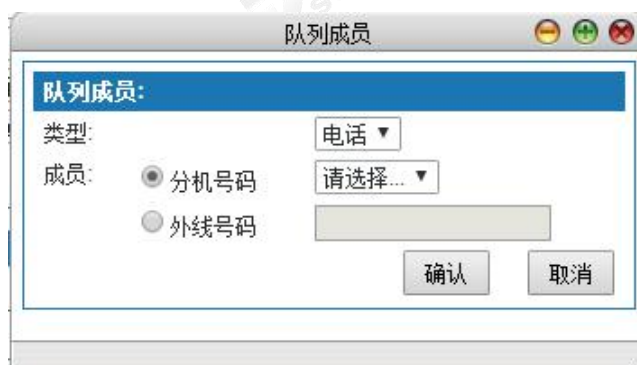 队列成员
队列成员:
类型: 电话
成员: 分机号码 请选择...
外线号码
确认 取消